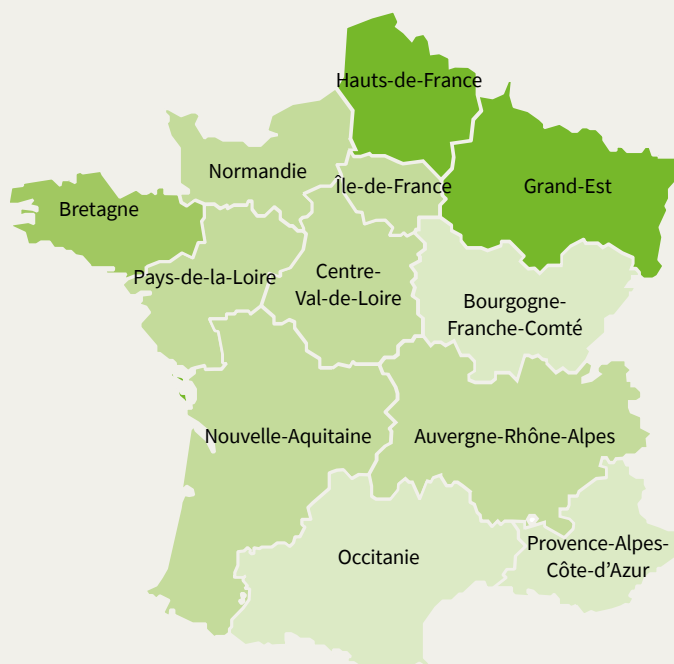 Hauts-de-France
Normandie
Île-de-France
Grand-Est
Bretagne
Pays-de-la-Loire
Centre-
Val-de-Loire
Bourgogne-
Franche-Comté
Nouvelle-Aquitaine
Auvergne-Rhône-Alpes
Occitanie
Provence-Alpes-
Côte-d’Azur